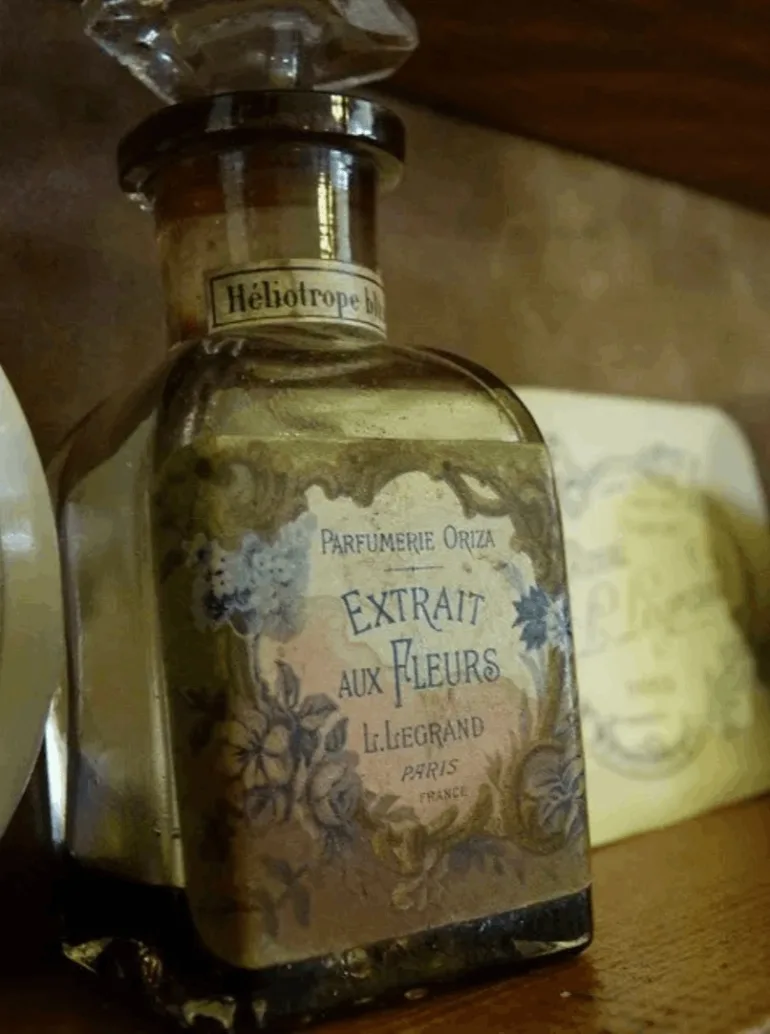 Héliotrope
PARFUMERIE ORIZA
EXTRAIT
AUX FLEURS
L.LEGRAND
PARIS
FRANCE